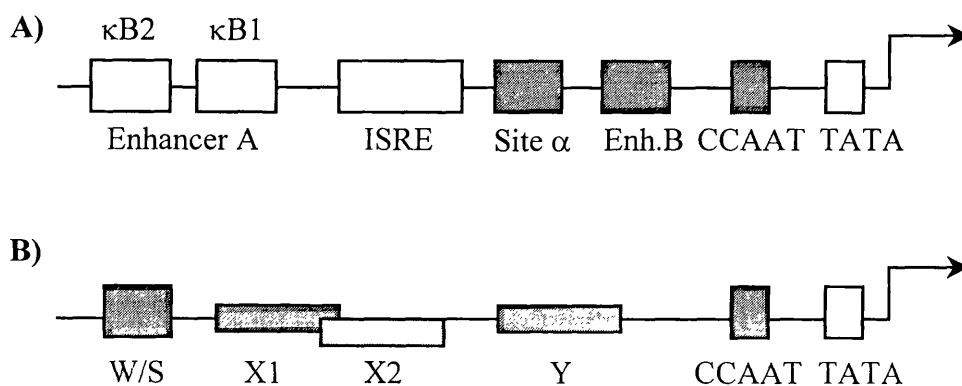 A)
κB2 κB1
Enhancer A ISRE Site α Enh.B CCAAT TATA
B)
W/S X1 X2 Y CCAAT TATA